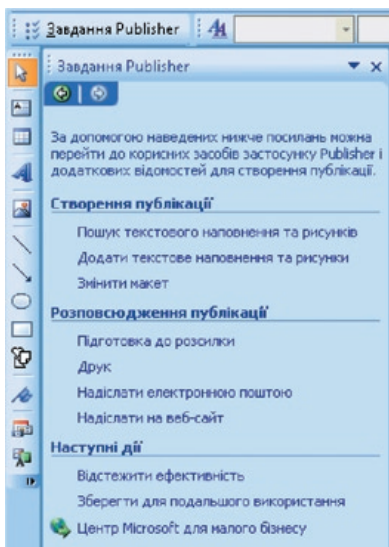 Завдання Publisher
Завдання Publisher
За допомогою наведених нижче посилань можна
перейти до корисних засобів застосунку Publisher і
додаткових відомостей для створення публікації.
Створення публікації
Пошук текстового наповнення та рисунків
Додати текстове наповнення та рисунки
Змінити макет
Розповсюдження публікації
Підготовка до розсилки
Друк
Надіслати електронною поштою
Надіслати на веб-сайт
Наступні дії
Відстежити ефективність
Зберегти для подальшого використання
Центр Microsoft для малого бізнесу